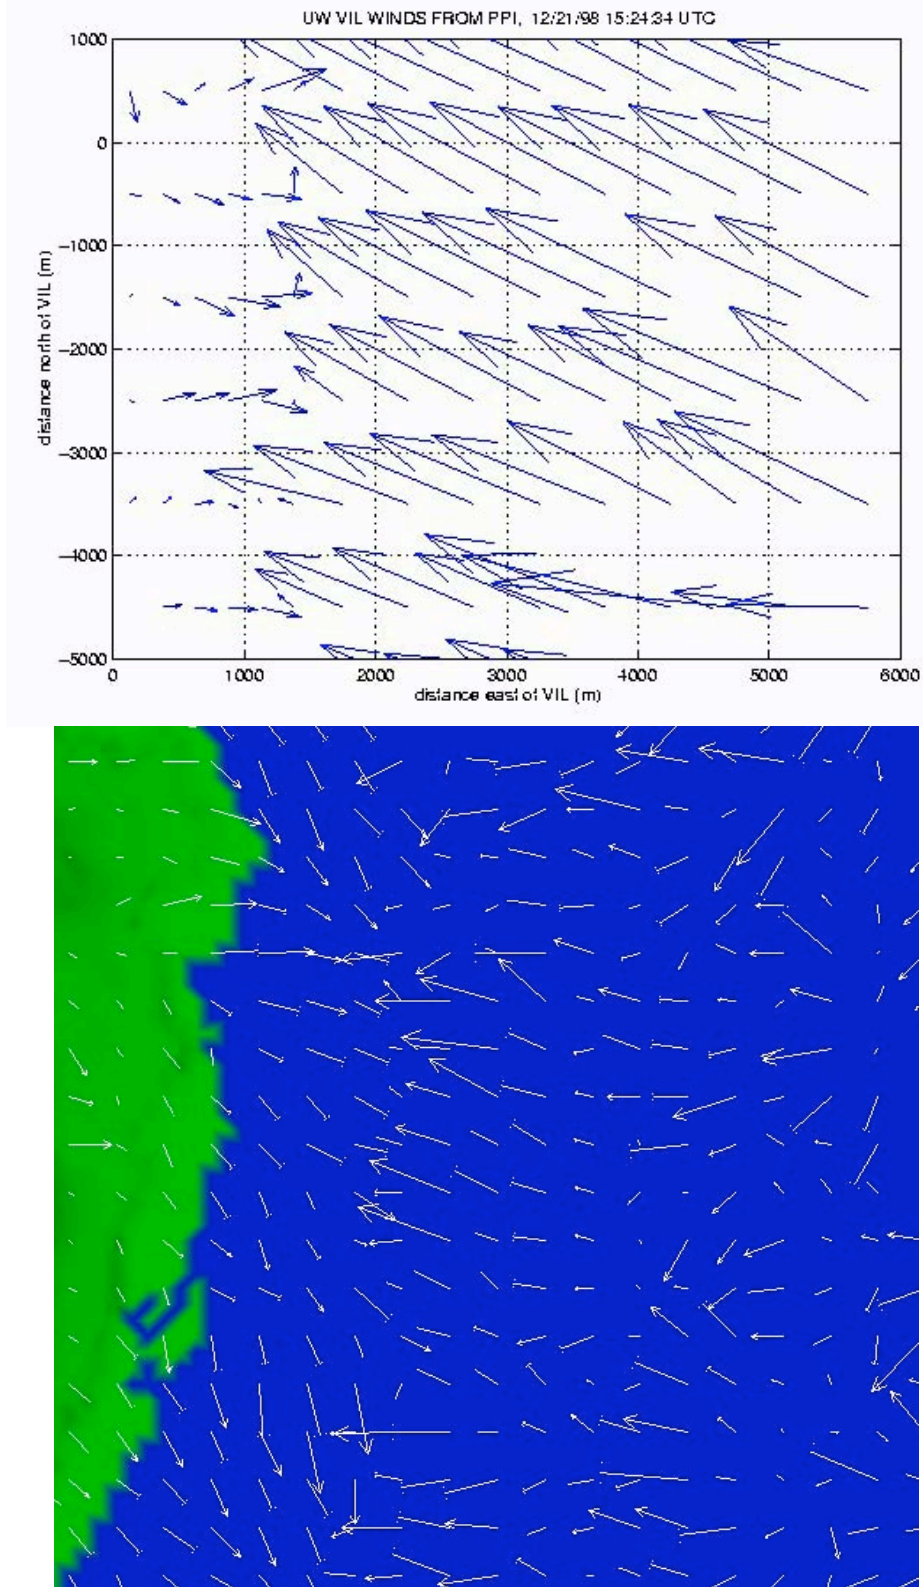 UW VIL WINDS FROM PPI, 12/21/98 15:24:34 UTC
1000
0
−1000
−2000
−3000
−4000
−5000
distance north of VIL (m)
0 1000 2000 3000 4000 5000 6000
distance east of VIL (m)